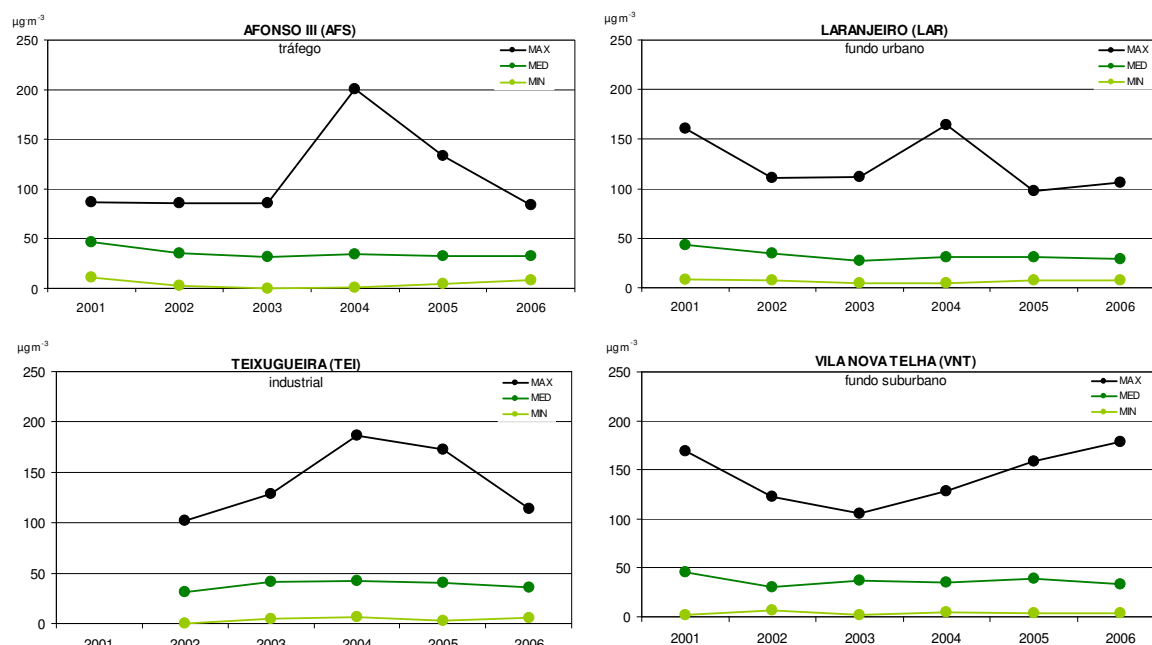 µgm-3
AFONSO III (AFS)
tráfego
250
200
150
100
50
0
MAX
MED
MIN
2001 2002 2003 2004 2005 2006
µgm-3
LARANJEIRO (LAR)
fundo urbano
250
200
150
100
50
0
MAX
MED
MIN
2001 2002 2003 2004 2005 2006
µgm-3
TEIXUGUEIRA (TEI)
industrial
250
200
150
100
50
0
MAX
MED
MIN
2001 2002 2003 2004 2005 2006
µgm-3
VILA NOVA TELHA (VNT)
fundo suburbano
250
200
150
100
50
0
MAX
MED
MIN
2001 2002 2003 2004 2005 2006